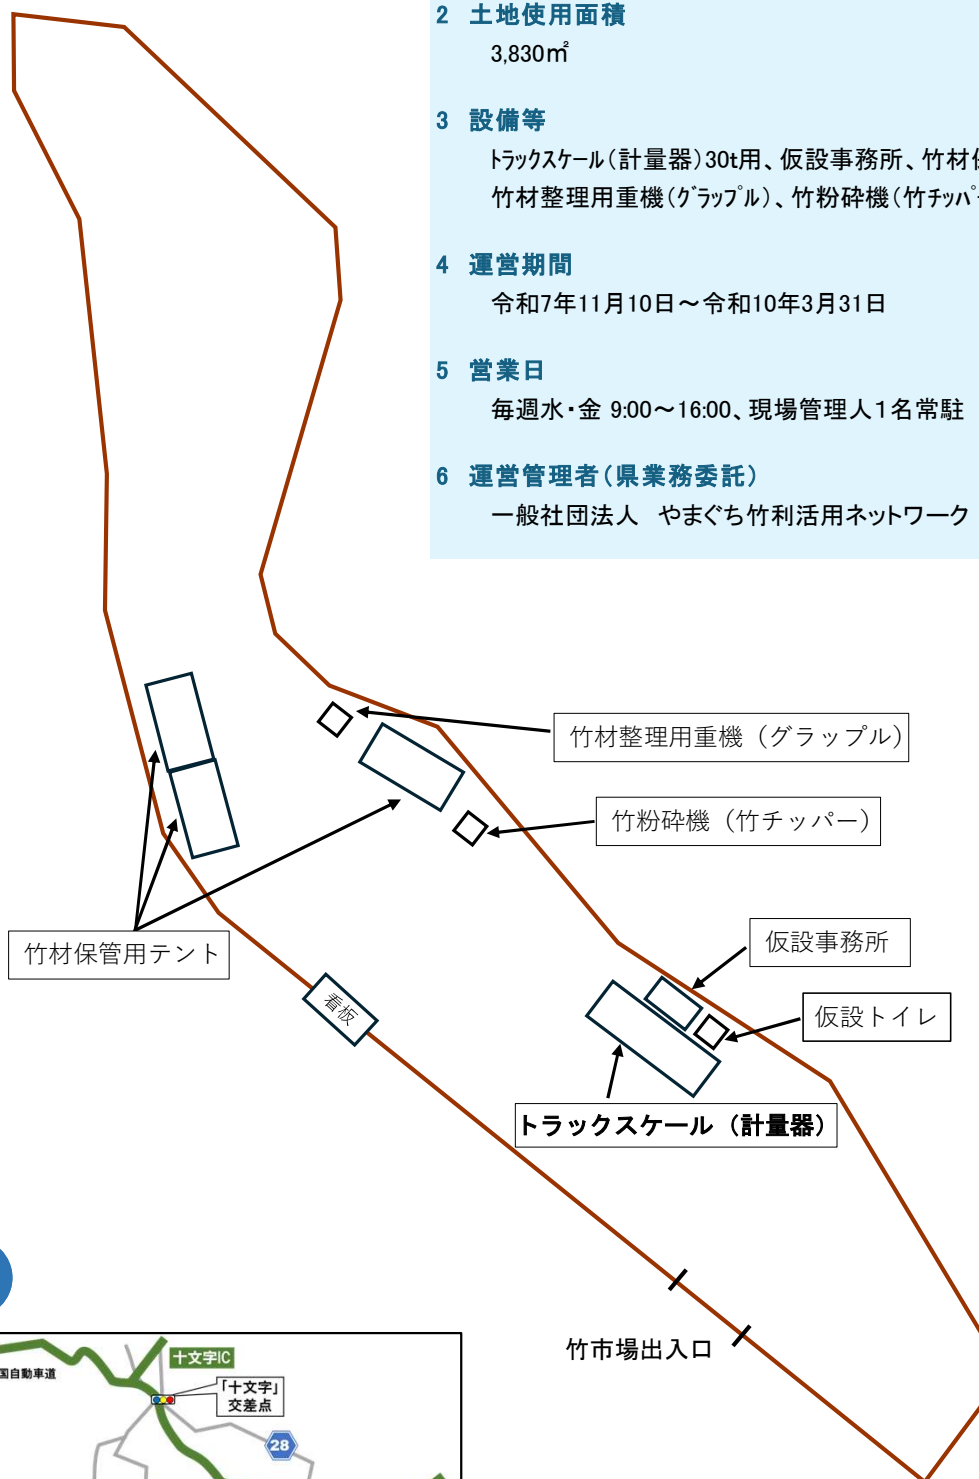 2 土地使用面積
3,830㎡
3 設備等
トラックスケール(計量器)30t用、仮設事務所、竹材
竹材整理用重機(グラップル)、竹粉砕機(竹チッパ
4 運営期間
令和7年11月10日～令和10年3月31日
5 営業日
毎週水・金 9:00～16:00、現場管理人1名常駐
6 運営管理者(県業務委託)
一般社団法人 やまぐち竹利活用ネットワーク
竹材整理用重機（グラップル）
竹粉砕機（竹チッパー）
竹材保管用テント
仮設事務所
看板
仮設トイレ
トラックスケール（計量器）
竹市場出入口
十文字IC
国自動車道
「十文字」
交差点
28